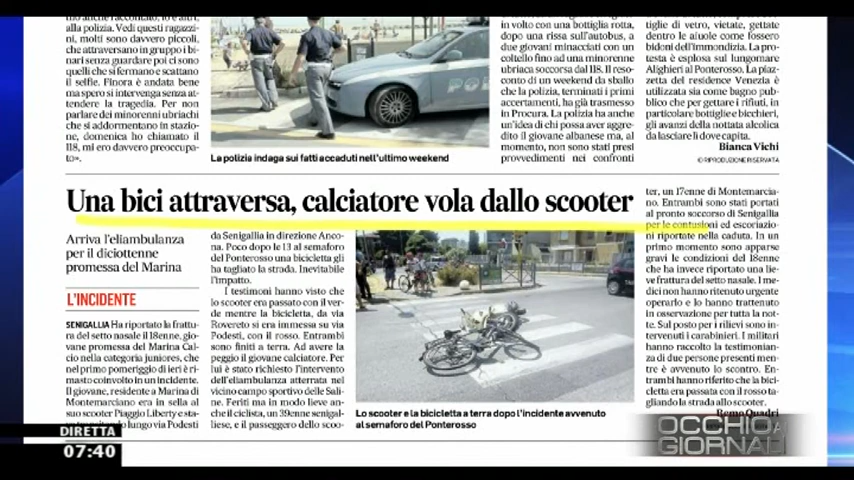 mo anche raccontato, io e altri,
alla polizia. Vedi questi ragazzi-
ni, molti sono davvero piccoli,
che attraversano in gruppo i bi-
nari senza guardare poi ci sono
quelli che si fermano e scattano
il selfie. Finora è andata bene
ma spero si intervenga senza at-
tendere la tragedia. Per non
parlare dei minorenni ubriachi
che si addormentano in stazio-
ne, domenica ho chiamato il
118, mi ero davvero preoccupa-
to».
POL
La polizia indaga sui fatti accaduti nell'ultimo weekend
volto con una bottiglia rotta,
dopo una rissa sull'autobus, a
due giovani minacciati con un
coltello fino ad una minorenne
ubriaca soccorsa dal 118. Il reso-
conto di un weekend da sballo
che la polizia, terminati i primi
accertamenti, ha già trasmesso
in Procura. La polizia ha anche
un'idea di chi possa aver aggre-
dito il giovane albanese ma, al
momento, non sono stati presi
provvedimenti nei confronti
tiglie di vetro, vietate, gettate
dentro le aiuole come fossero
bidoni dell'immondizia. La pro-
testa è esplosa sul lungomare
Alighieri al Ponterosso. La piaz-
zetta del residence Venezia è
utilizzata sia come bagno pub-
blico che per gettare i rifiuti, in
particolare bottiglie e bicchieri,
gli avanzi della nottata alcolica
da lasciare lì dove capita.
Bianca Vichi
© RIPRODUZIONE RISERVATA
Una bici attraversa, calciatore vola dallo scooter
Arriva l'eliambulanza
per il diciottenne
promessa del Marina
L'INCIDENTE
SENIGALLIA Ha riportato la frattu-
ra del setto nasale il 18enne, gio-
vane promessa del Marina Cal-
cio nella categoria juniores, che
nel primo pomeriggio di ieri è ri-
masto coinvolto in un incidente.
Il giovane, residente a Marina di
Montemarciano era in sella al
suo scooter Piaggio Liberty e sta-
lungo via Podesti
da Senigallia in direzione Anco-
na. Poco dopo le 13 al semaforo
del Ponterosso una bicicletta gli
ha tagliato la strada. Inevitabile
l'impatto.
I testimoni hanno visto che
lo scooter era passato con il ver-
de mentre la bicicletta, da via
Rovereto si era immessa su via
Podesti, con il rosso. Entrambi
sono finiti a terra. Ad avere la
peggio il giovane calciatore. Per
lui è stato richiesto l'intervento
dell'eliambulanza atterrata nel
vicino campo sportivo delle Sali-
ne. Feriti ma in modo lieve an-
che il ciclista, un 39enne senigal-
liese, e il passeggero dello scoo-
Lo scooter e la bicicletta a terra dopo l'incidente avvenuto
al semaforo del Ponterosso
ter, un 17enne di Montemarcia-
no. Entrambi sono stati portati
al pronto soccorso di Senigallia
per le contusioni ed escoriazio-
ni riportate nella caduta. In un
primo momento sono apparse
gravi le condizioni del 18enne
che ha invece riportato una lie-
ve frattura del setto nasale. I me-
dici non hanno ritenuto urgente
operarlo e lo hanno trattenuto
in osservazione per tutta la not-
te. Sul posto per i rilievi sono in-
tervenuti i carabinieri. I militari
hanno raccolto la testimonian-
za di due persone presenti men-
tre è avvenuto lo scontro. En-
trambi hanno riferito che la bici-
cletta era passata con il rosso ta-
gliando la strada allo scooter.
Remo Quadri
DIRETTA
07:40
OCCHIO AI
GIORNALI